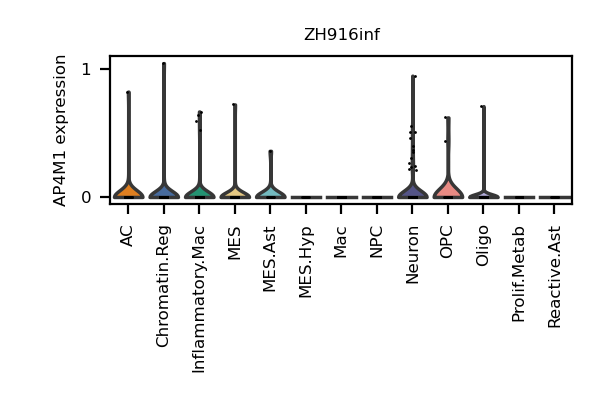 ZH916inf
AP4M1 expression
1
0
AC
Chromatin.Reg
Inflammatory.Mac
MES
MES.Ast
MES.Hyp
Mac
NPC
Neuron
OPC
Oligo
Prolif.Metab
Reactive.Ast